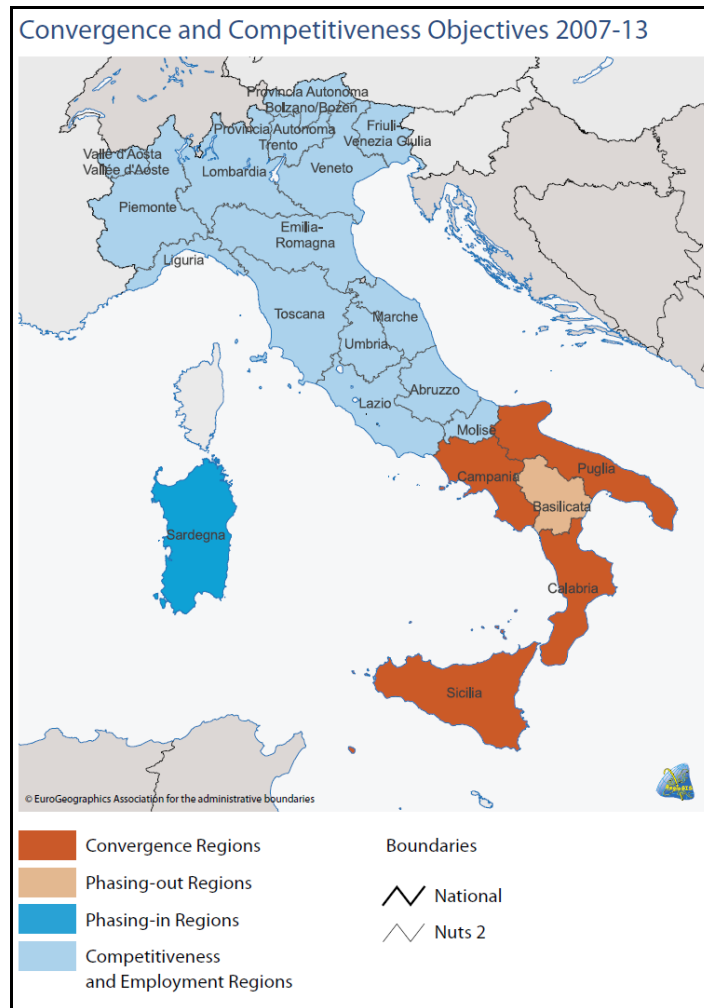 Convergence and Competitiveness Objectives 2007-13
Provincia Autonoma
Bolzano/Bozen
Provincia Autonoma
Trento
Friuli-
Venezia Giulia
Valle d'Aosta
Vallée d'Aoste
Lombardia
Veneto
Piemonte
Emilia-
Romagna
Liguria
Toscana
Marche
Umbria
Abruzzo
Lazio
Molise
Campania
Puglia
Basilicata
Sardegna
Calabria
Sicilia
© EuroGeographics Association for the administrative boundaries
Convergence Regions
Phasing-out Regions
Phasing-in Regions
Competitiveness
and Employment Regions
Boundaries
National
Nuts 2